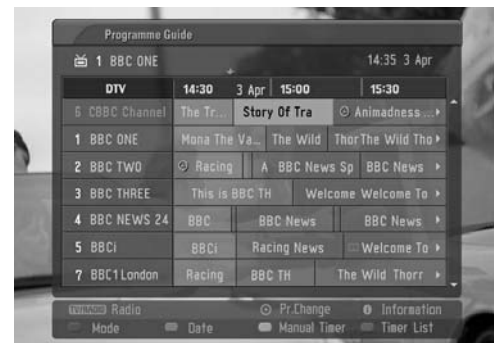 Programme Guide
1 BBC ONE 14:35 3 Apr
DTV 14:30 3 Apr 15:00 15:30
6 CBBC Channel The Tr... Story Of Tra Animadness ...
1 BBC ONE Mona The Va... The Wild Thor The Wild Tho
2 BBC TWO Racing A BBC News Sp BBC News
3 BBC THREE This is BBC TH Welcome Welcome To
4 BBC NEWS 24 BBC BBC News BBC News
5 BBCi BBCi Racing News Welcome To
7 BBC1 London Racing BBC TH The Wild Thorr
TV/RADIO Radio Pr.Change Information
Mode Date Manual Timer Timer List